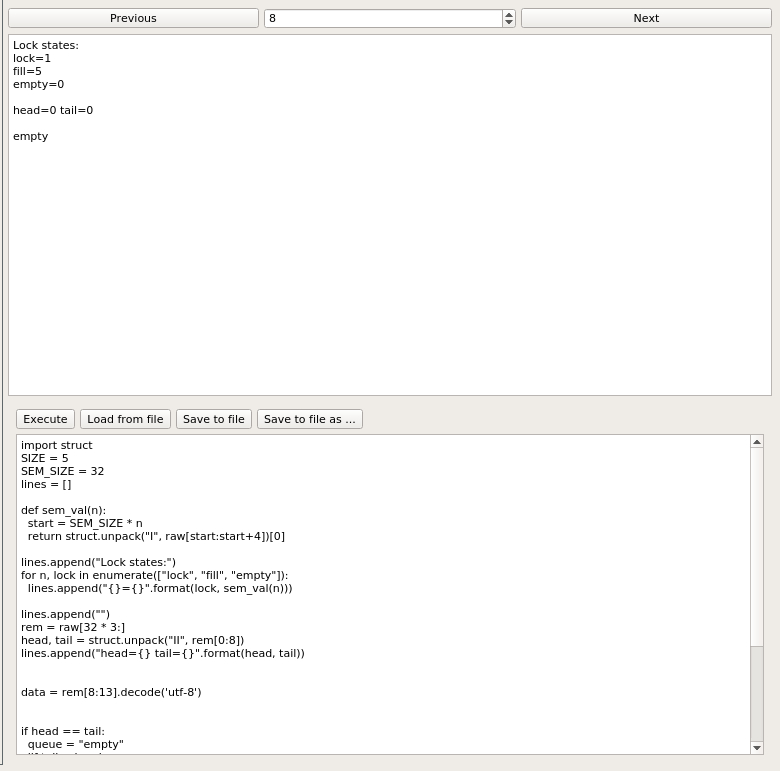 Previous 8 Next
Lock states:
lock=1
fill=5
empty=0
head=0 tail=0
empty
Execute Load from file Save to file Save to file as ...
import struct
SIZE = 5
SEM_SIZE = 32
lines = []
def sem_val(n):
start = SEM_SIZE * n
return struct.unpack("I", raw[start:start+4])[0]
lines.append("Lock states:")
for n, lock in enumerate(["lock", "fill", "empty"]):
lines.append("{}={}".format(lock, sem_val(n)))
lines.append("")
rem = raw[32 * 3:]
head, tail = struct.unpack("II", rem[0:8])
lines.append("head={} tail={}".format(head, tail))
data = rem[8:13].decode('utf-8')
if head == tail:
queue = "empty"